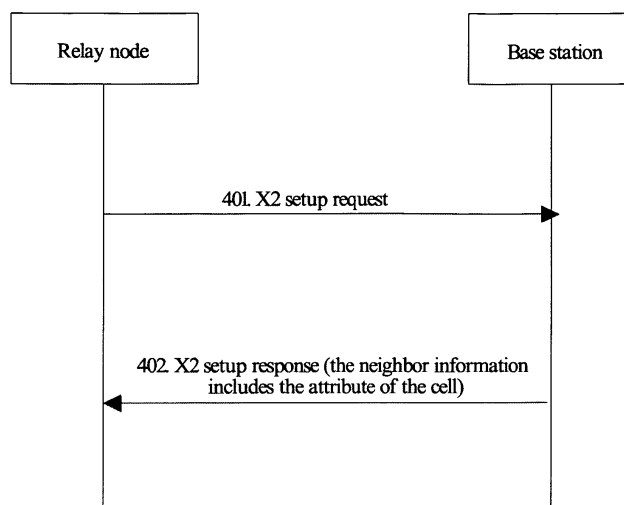 Relay node
Base station
401. X2 setup request
402. X2 setup response (the neighbor information
includes the attribute of the cell)